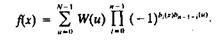 f(x) = \sum_{u=0}^{N-1} W(u) \prod_{i=0}^{n-1} (-1)^{b_i(x)b_{n-1-i}(u)}.